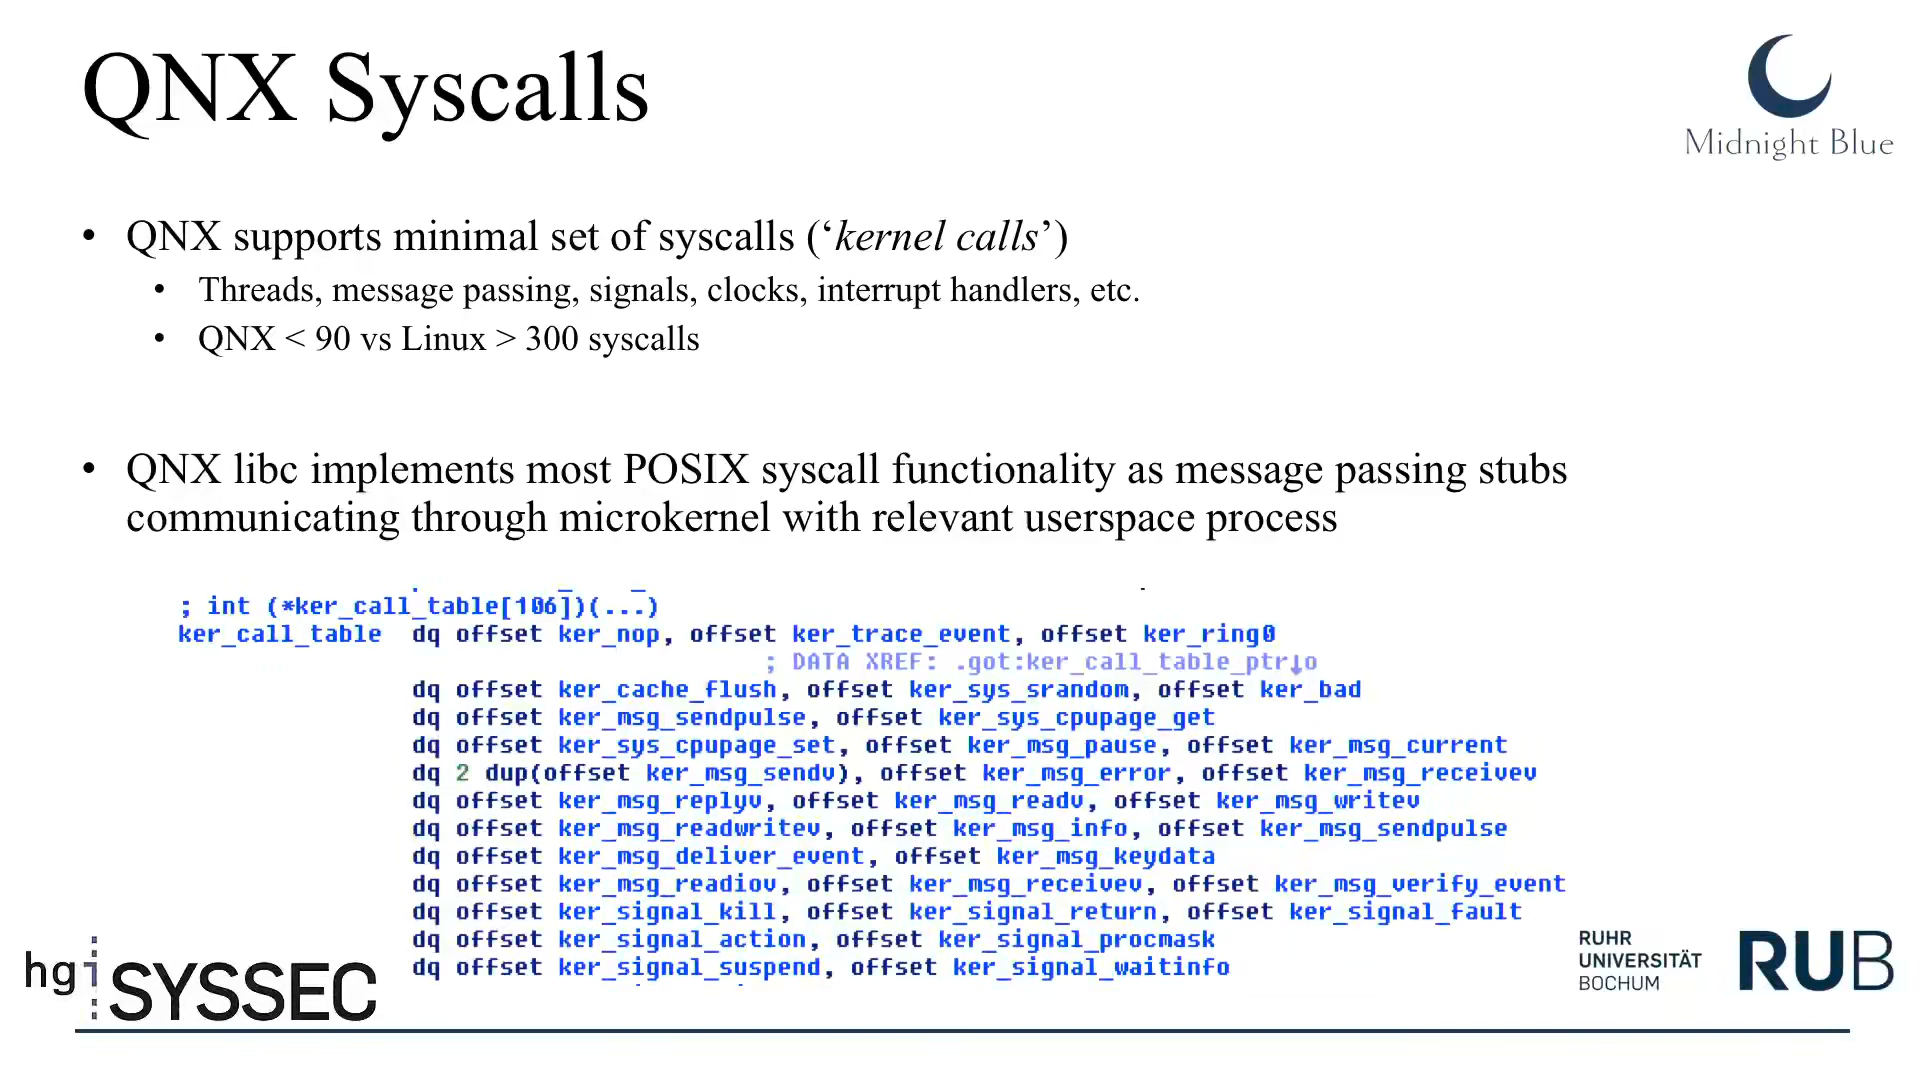 QNX Syscalls
Midnight Blue
• QNX supports minimal set of syscalls (‘kernel calls’)
• Threads, message passing, signals, clocks, interrupt handlers, etc.
• QNX < 90 vs Linux > 300 syscalls
• QNX libc implements most POSIX syscall functionality as message passing stubs
communicating through microkernel with relevant userspace process
; int (*ker_call_table[106])(...)
ker_call_table dq offset ker_nop, offset ker_trace_event, offset ker_ring0
; DATA XREF: .got:ker_call_table_ptr↓o
dq offset ker_cache_flush, offset ker_sys_srandom, offset ker_bad
dq offset ker_msg_sendpulse, offset ker_sys_cpupage_get
dq offset ker_sys_cpupage_set, offset ker_msg_pause, offset ker_msg_current
dq 2 dup(offset ker_msg_sendv), offset ker_msg_error, offset ker_msg_receivev
dq offset ker_msg_replyv, offset ker_msg_readv, offset ker_msg_writev
dq offset ker_msg_readwritev, offset ker_msg_info, offset ker_msg_sendpulse
dq offset ker_msg_deliver_event, offset ker_msg_keydata
dq offset ker_msg_readiov, offset ker_msg_receivev, offset ker_msg_verify_event
dq offset ker_signal_kill, offset ker_signal_return, offset ker_signal_fault
dq offset ker_signal_action, offset ker_signal_procmask
dq offset ker_signal_suspend, offset ker_signal_waitinfo
hgi SYSSEC
RUHR
UNIVERSITÄT
BOCHUM
RUB